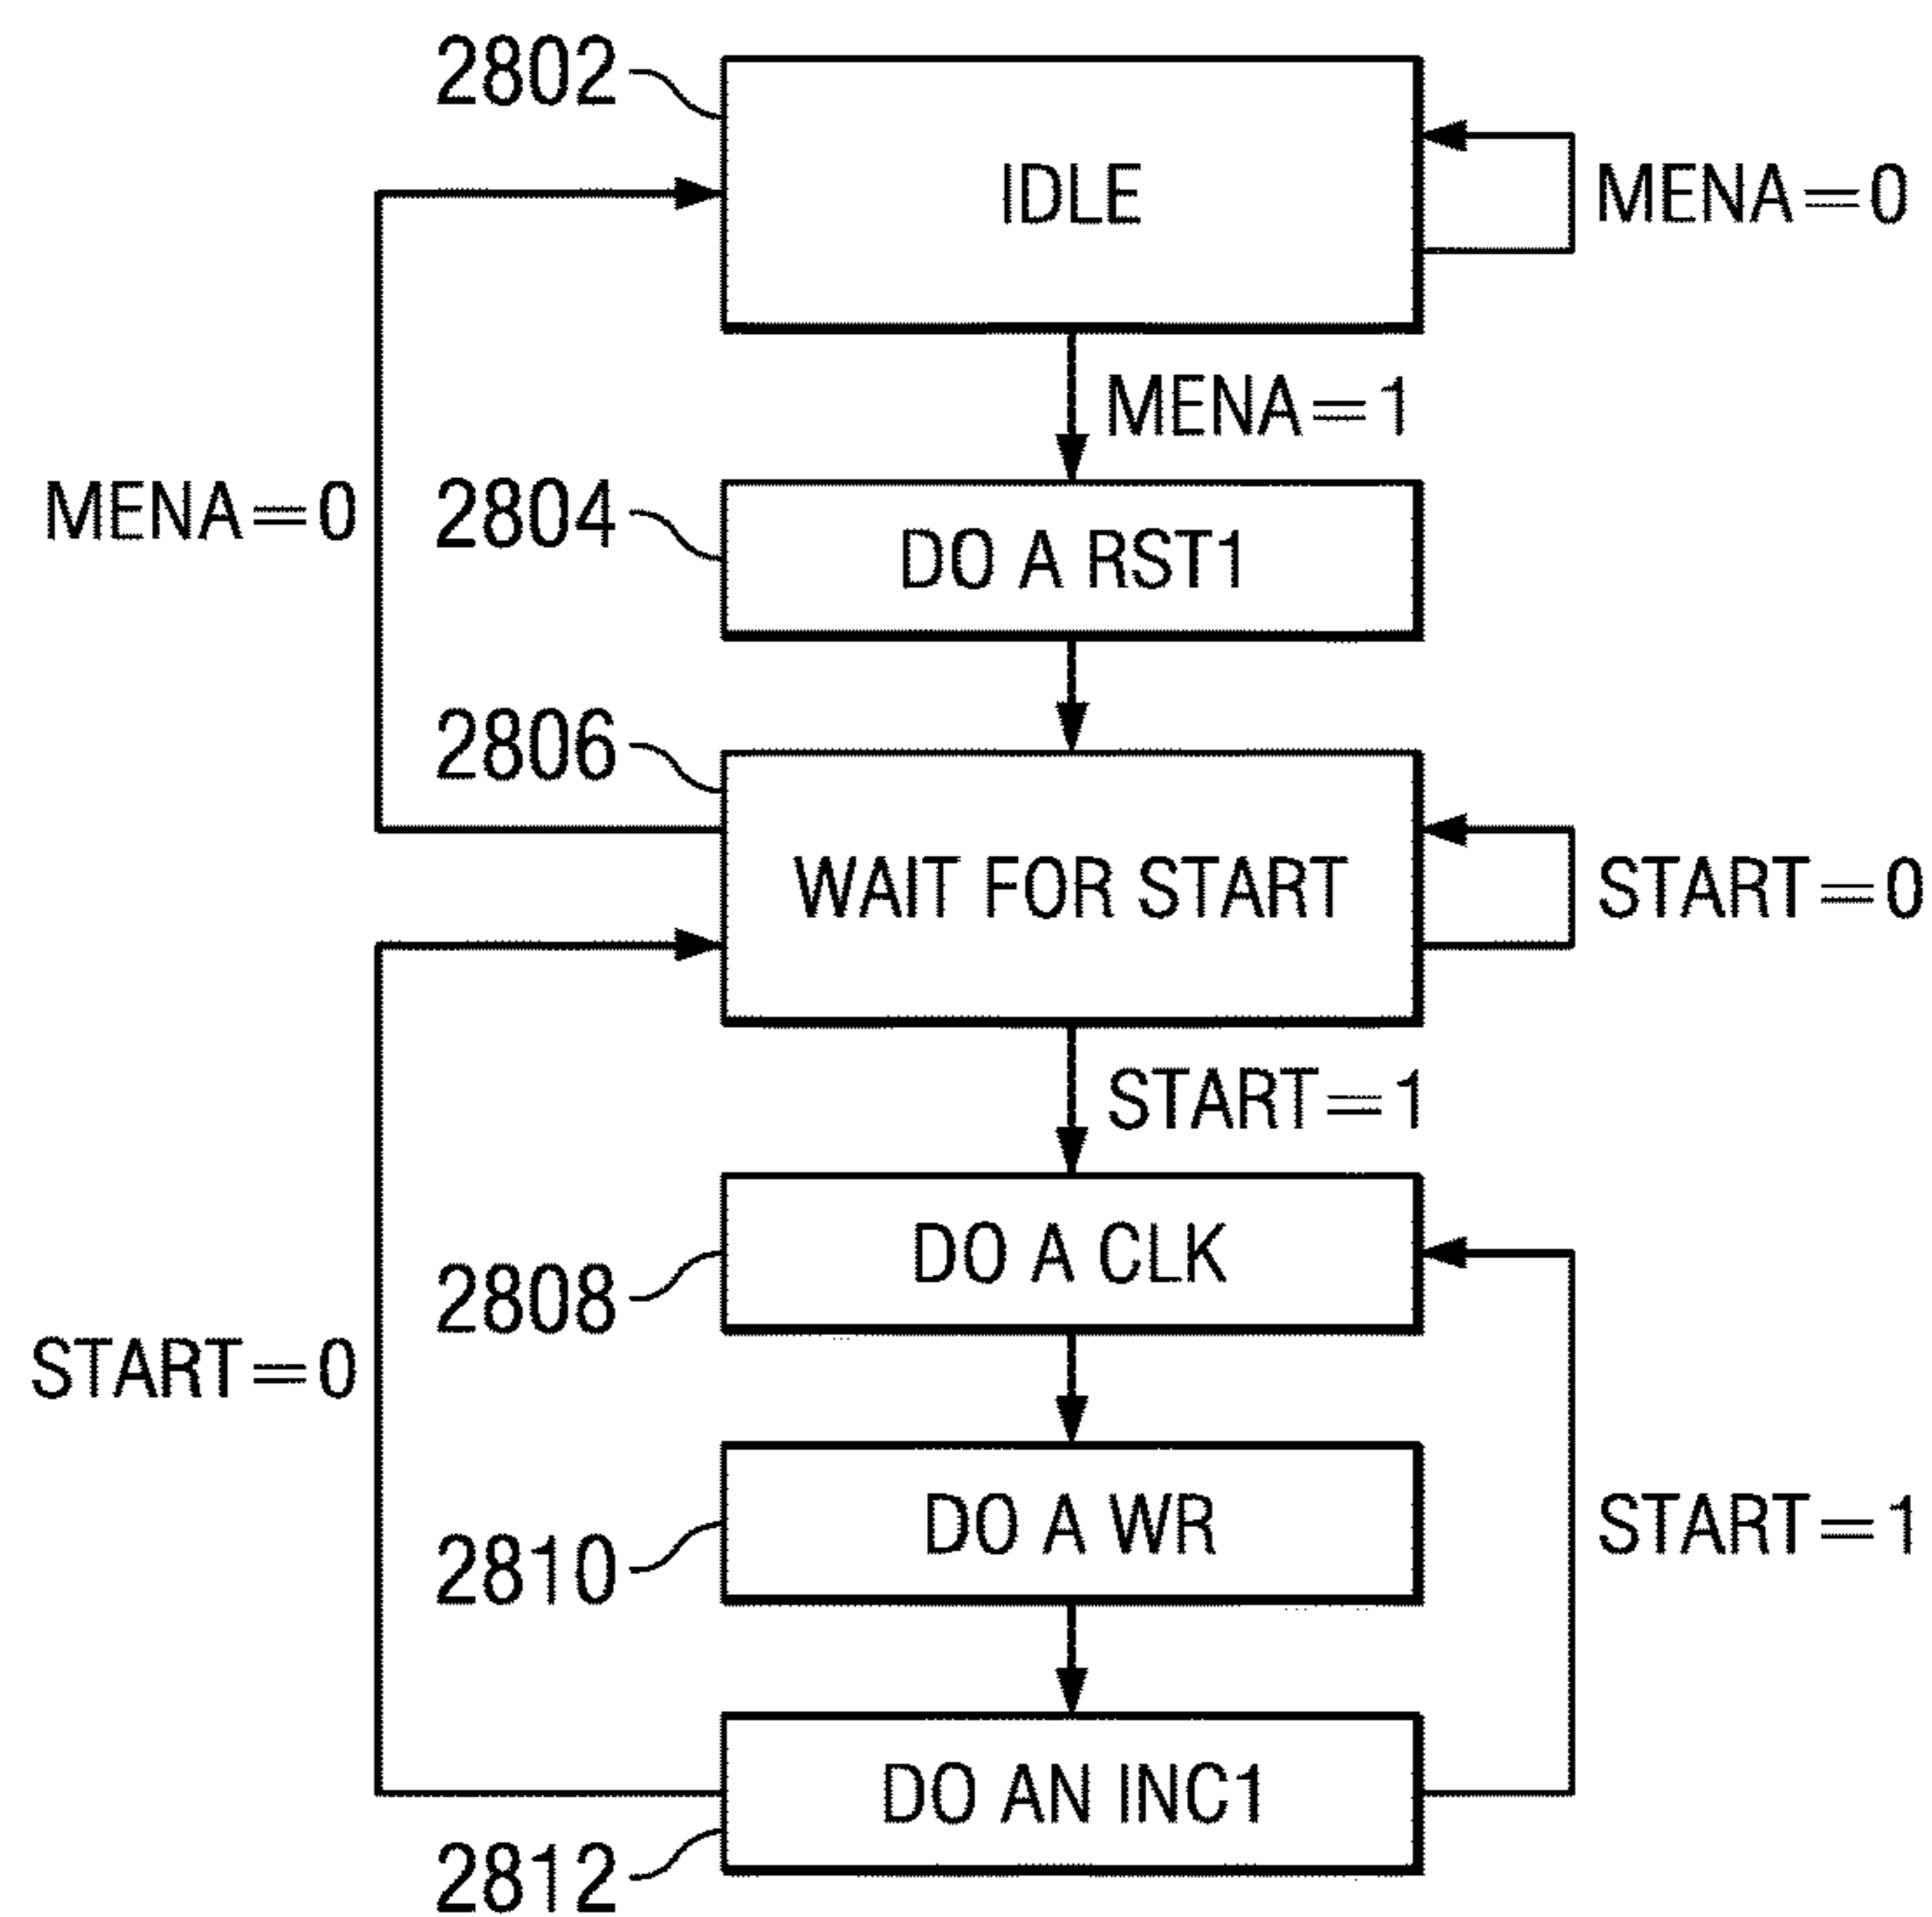 2802
IDLE
MENA=0
MENA=1
MENA=0
2804
DO A RST1
2806
WAIT FOR START
START=0
START=1
2808
DO A CLK
START=0
2810
DO A WR
START=1
2812
DO AN INC1